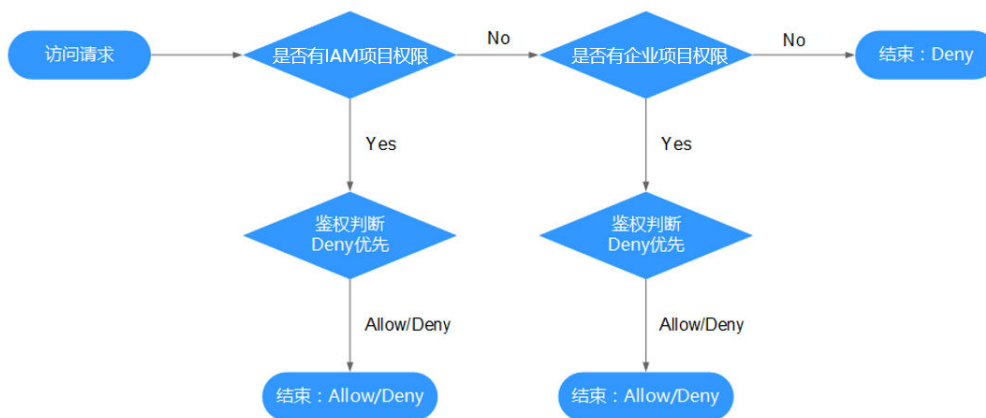 访问请求
是否有IAM项目权限
No
是否有企业项目权限
No
结束：Deny
Yes
Yes
鉴权判断
Deny优先
鉴权判断
Deny优先
Allow/Deny
Allow/Deny
结束：Allow/Deny
结束：Allow/Deny